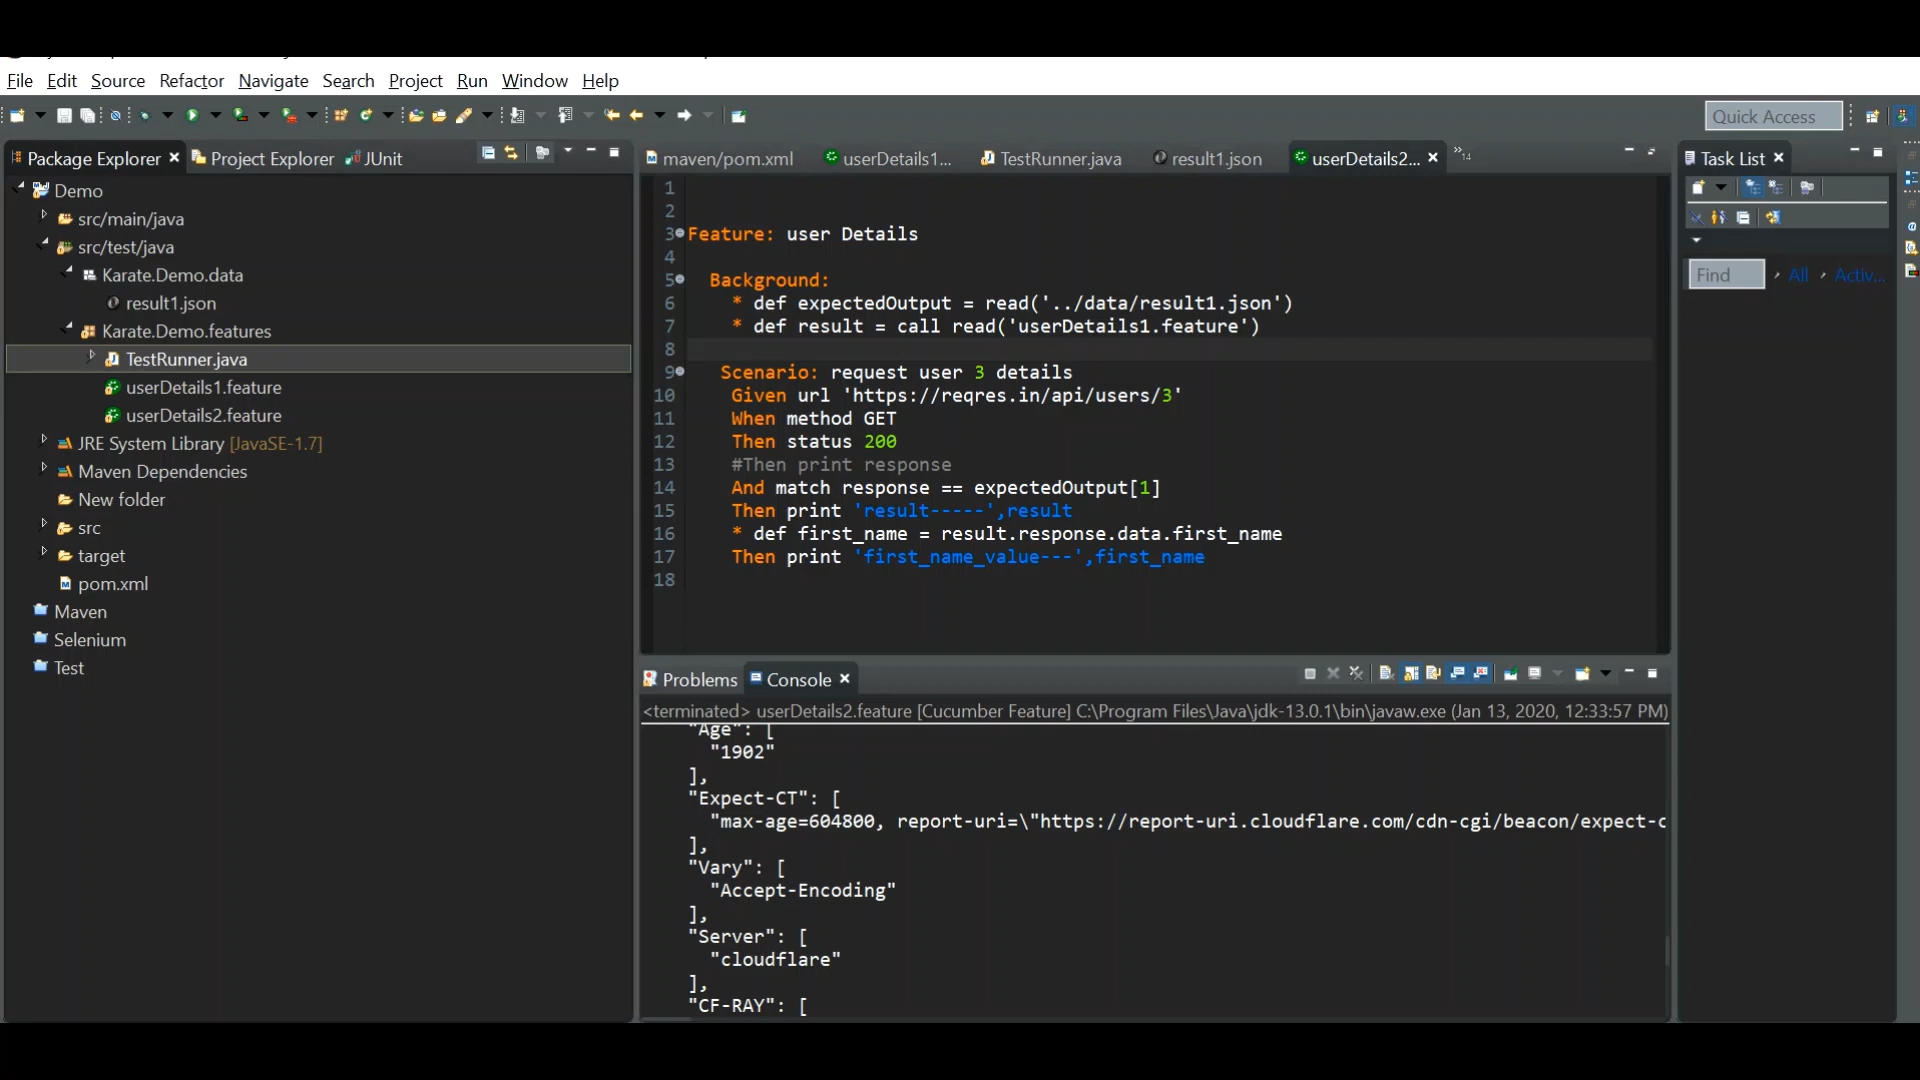 File Edit Source Refactor Navigate Search Project Run Window Help
Quick Access
Package Explorer Project Explorer JUnit
Demo
src/main/java
src/test/java
Karate.Demo.data
result1.json
Karate.Demo.features
TestRunner.java
userDetails1.feature
userDetails2.feature
JRE System Library [JavaSE-1.7]
Maven Dependencies
New folder
src
target
pom.xml
Maven
Selenium
Test
maven/pom.xml userDetails1... TestRunner.java result1.json userDetails2... »14
1
2
3 Feature: user Details
4
5 Background:
6 * def expectedOutput = read('../data/result1.json')
7 * def result = call read('userDetails1.feature')
8
9 Scenario: request user 3 details
10 Given url 'https://reqres.in/api/users/3'
11 When method GET
12 Then status 200
13 #Then print response
14 And match response == expectedOutput[1]
15 Then print 'result-----',result
16 * def first_name = result.response.data.first_name
17 Then print 'first_name_value---',first_name
18
Problems Console
<terminated> userDetails2.feature [Cucumber Feature] C:\Program Files\Java\jdk-13.0.1\bin\javaw.exe (Jan 13, 2020, 12:33:57 PM)
"Age": [
"1902"
],
"Expect-CT": [
"max-age=604800, report-uri=\"https://report-uri.cloudflare.com/cdn-cgi/beacon/expect-c
],
"Vary": [
"Accept-Encoding"
],
"Server": [
"cloudflare"
],
"CF-RAY": [
Task List
Find All Activ...